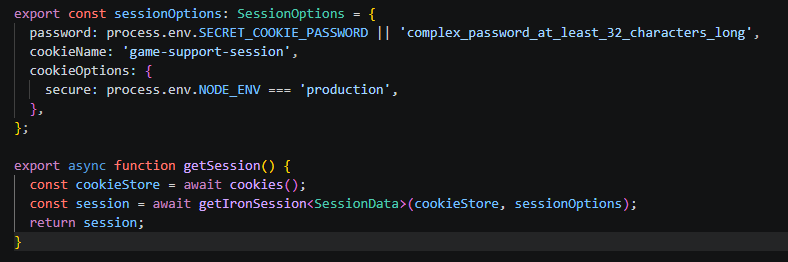 export const sessionOptions: SessionOptions = {
  password: process.env.SECRET_COOKIE_PASSWORD || 'complex_password_at_least_32_characters_long',
  cookieName: 'game-support-session',
  cookieOptions: {
    secure: process.env.NODE_ENV === 'production',
  },
};

export async function getSession() {
  const cookieStore = await cookies();
  const session = await getIronSession<SessionData>(cookieStore, sessionOptions);
  return session;
}